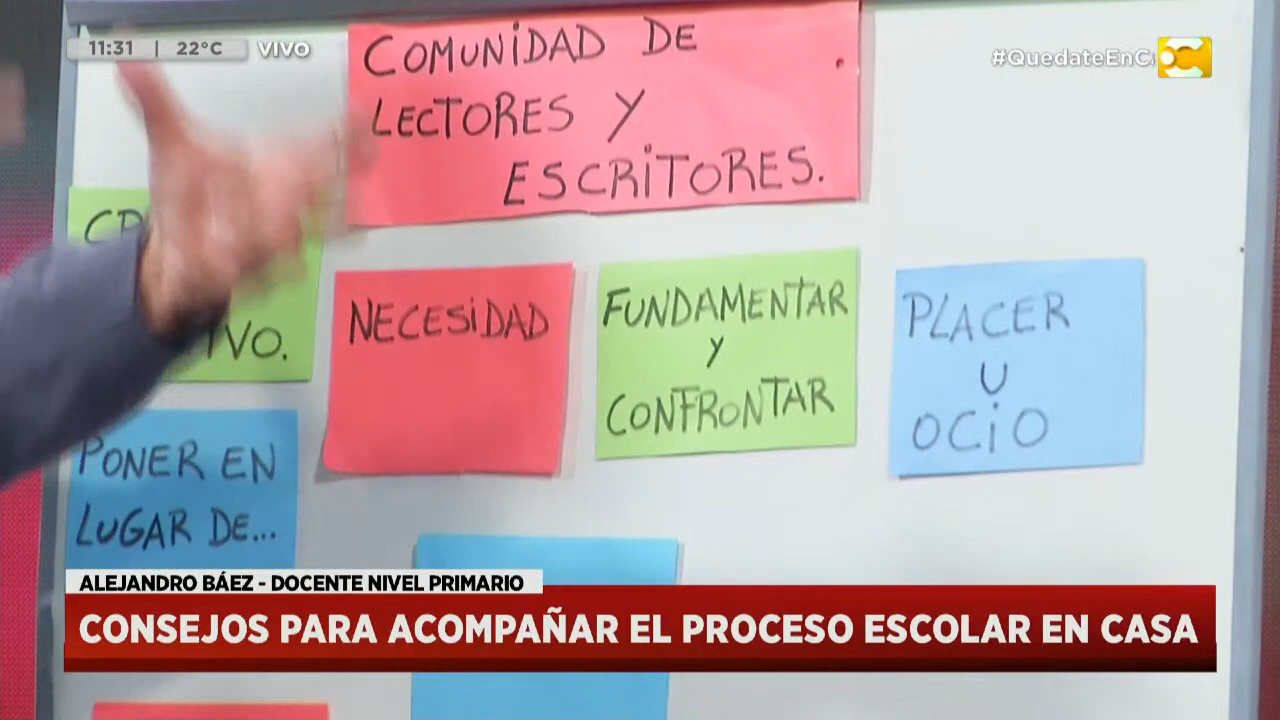 11:31 | 22°C VIVO
#QuedateEnC
COMUNIDAD DE
LECTORES Y
ESCRITORES.
NECESIDAD
FUNDAMENTAR
Y
CONFRONTAR
PLACER
U
OCIO
PONER EN
LUGAR DE...
ALEJANDRO BÁEZ - DOCENTE NIVEL PRIMARIO
CONSEJOS PARA ACOMPAÑAR EL PROCESO ESCOLAR EN CASA